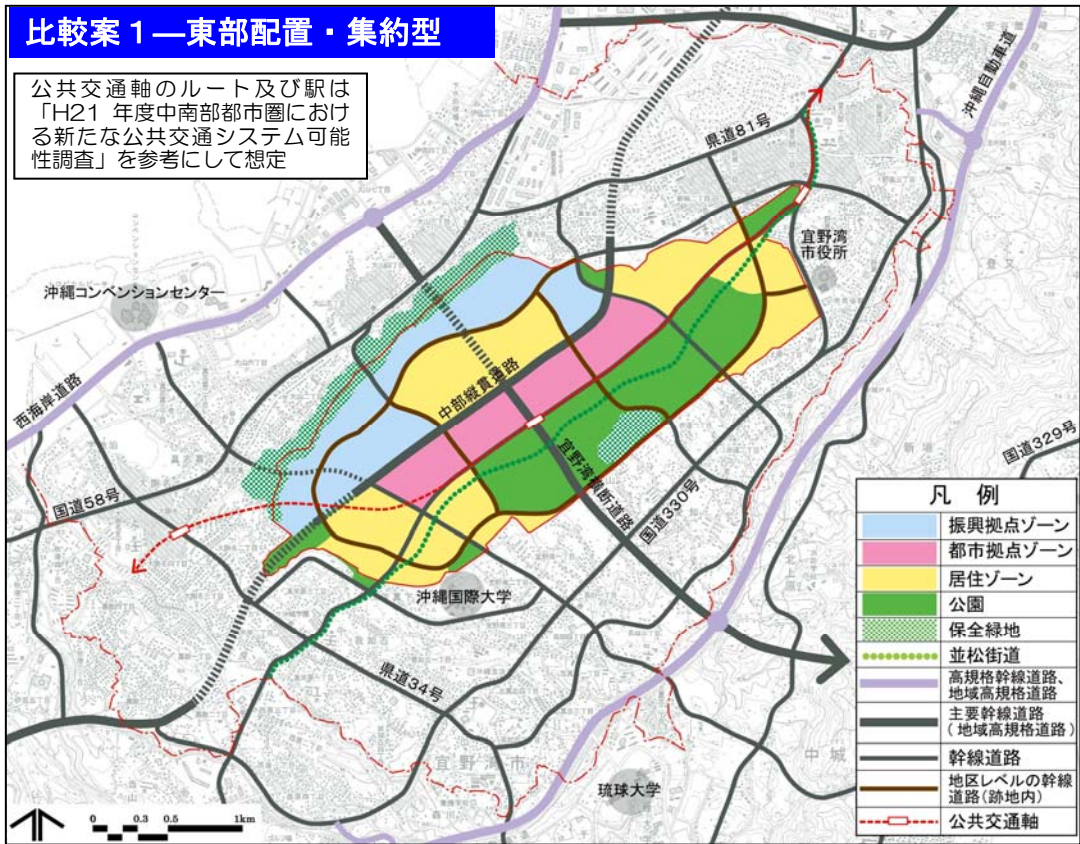 比較案１―東部配置・集約型
公共交通軸のルート及び駅は
「H21 年度中南部都市圏におけ
る新たな公共交通システム可能
性調査」を参考にして想定
沖縄自動車道
県道81号
宜野湾
市役所
沖縄コンベンションセンター
西海岸道路
中部縦貫道路
宜野湾横断道路
国道330号
国道329号
国道58号
沖縄国際大学
県道34号
宜野湾市
琉球大学
中城
0 0.3 0.5 1km
凡 例
振興拠点ゾーン
都市拠点ゾーン
居住ゾーン
公園
保全緑地
並松街道
高規格幹線道路、
地域高規格道路
主要幹線道路
（地域高規格道路）
幹線道路
地区レベルの幹線
道路(跡地内)
公共交通軸